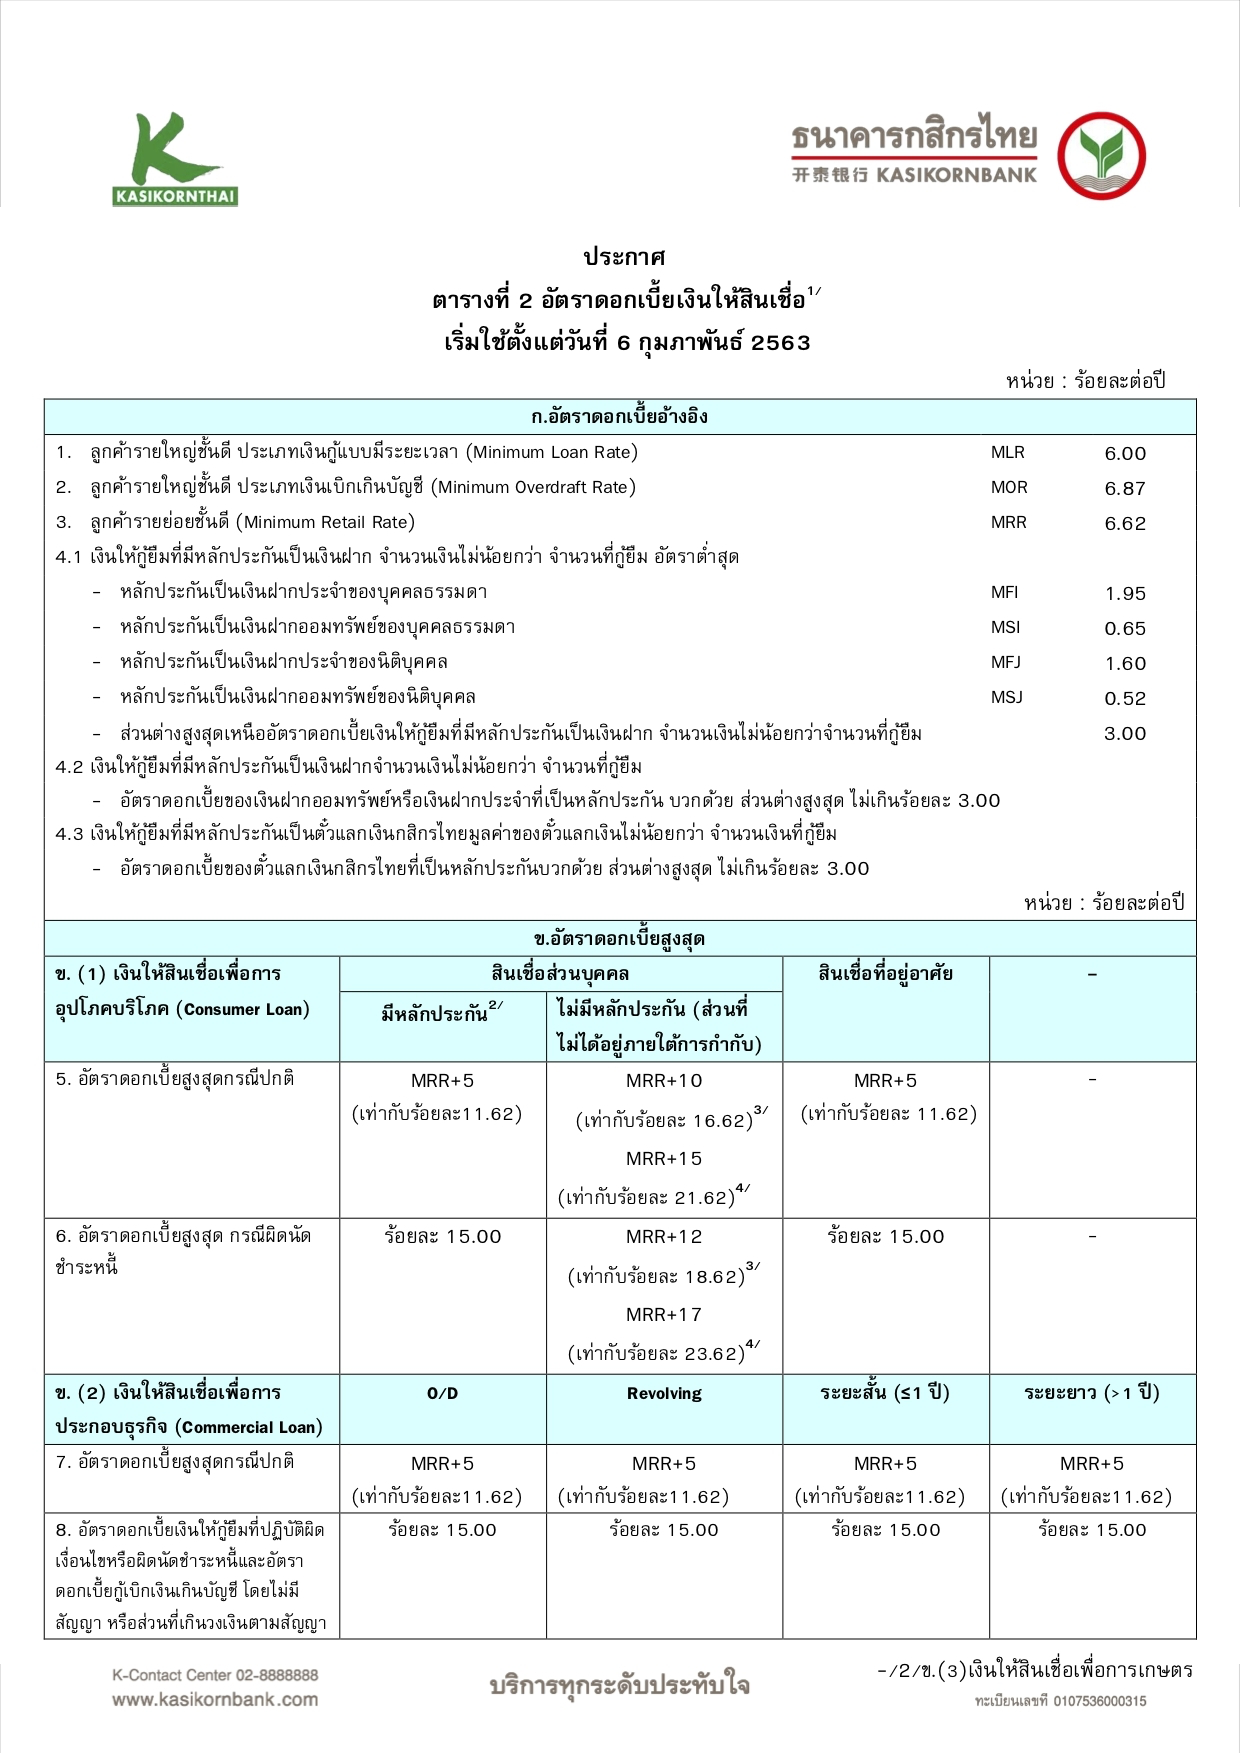 KASIKORNTHAI
ธนาคารกสิกรไทย
开泰银行 KASIKORNBANK
ประกาศ
ตารางที่ 2 อัตราดอกเบี้ยเงินให้สินเชื่อ1/
เริ่มใช้ตั้งแต่วันที่ 6 กุมภาพันธ์ 2563
หน่วย : ร้อยละต่อปี
ก.อัตราดอกเบี้ยอ้างอิง
1. ลูกค้ารายใหญ่ชั้นดี ประเภทเงินกู้แบบมีระยะเวลา (Minimum Loan Rate) MLR 6.00
2. ลูกค้ารายใหญ่ชั้นดี ประเภทเงินเบิกเกินบัญชี (Minimum Overdraft Rate) MOR 6.87
3. ลูกค้ารายย่อยชั้นดี (Minimum Retail Rate) MRR 6.62
4.1 เงินให้กู้ยืมที่มีหลักประกันเป็นเงินฝาก จำนวนเงินไม่น้อยกว่า จำนวนที่กู้ยืม อัตราต่ำสุด
- หลักประกันเป็นเงินฝากประจำของบุคคลธรรมดา MFI 1.95
- หลักประกันเป็นเงินฝากออมทรัพย์ของบุคคลธรรมดา MSI 0.65
- หลักประกันเป็นเงินฝากประจำของนิติบุคคล MFJ 1.60
- หลักประกันเป็นเงินฝากออมทรัพย์ของนิติบุคคล MSJ 0.52
- ส่วนต่างสูงสุดเหนืออัตราดอกเบี้ยเงินให้กู้ยืมที่มีหลักประกันเป็นเงินฝาก จำนวนเงินไม่น้อยกว่าจำนวนที่กู้ยืม 3.00
4.2 เงินให้กู้ยืมที่มีหลักประกันเป็นเงินฝากจำนวนเงินไม่น้อยกว่า จำนวนที่กู้ยืม
- อัตราดอกเบี้ยของเงินฝากออมทรัพย์หรือเงินฝากประจำที่เป็นหลักประกัน บวกด้วย ส่วนต่างสูงสุด ไม่เกินร้อยละ 3.00
4.3 เงินให้กู้ยืมที่มีหลักประกันเป็นตั๋วแลกเงินกสิกรไทยมูลค่าของตั๋วแลกเงินไม่น้อยกว่า จำนวนเงินที่กู้ยืม
- อัตราดอกเบี้ยของตั๋วแลกเงินกสิกรไทยที่เป็นหลักประกันบวกด้วย ส่วนต่างสูงสุด ไม่เกินร้อยละ 3.00
หน่วย : ร้อยละต่อปี
ข.อัตราดอกเบี้ยสูงสุด
ข. (1) เงินให้สินเชื่อเพื่อการ สินเชื่อส่วนบุคคล สินเชื่อที่อยู่อาศัย -
อุปโภคบริโภค (Consumer Loan) มีหลักประกัน2/ ไม่มีหลักประกัน (ส่วนที่
ไม่ได้อยู่ภายใต้การกำกับ)
5. อัตราดอกเบี้ยสูงสุดกรณีปกติ MRR+5 MRR+10 MRR+5 -
(เท่ากับร้อยละ11.62) (เท่ากับร้อยละ 16.62)3/ (เท่ากับร้อยละ 11.62)
MRR+15
(เท่ากับร้อยละ 21.62)4/
6. อัตราดอกเบี้ยสูงสุด กรณีผิดนัด ร้อยละ 15.00 MRR+12 ร้อยละ 15.00 -
ชำระหนี้ (เท่ากับร้อยละ 18.62)3/
MRR+17
(เท่ากับร้อยละ 23.62)4/
ข. (2) เงินให้สินเชื่อเพื่อการ O/D Revolving ระยะสั้น (≤1 ปี) ระยะยาว (>1 ปี)
ประกอบธุรกิจ (Commercial Loan)
7. อัตราดอกเบี้ยสูงสุดกรณีปกติ MRR+5 MRR+5 MRR+5 MRR+5
(เท่ากับร้อยละ11.62) (เท่ากับร้อยละ11.62) (เท่ากับร้อยละ11.62) (เท่ากับร้อยละ11.62)
8. อัตราดอกเบี้ยเงินให้กู้ยืมที่ปฏิบัติผิด ร้อยละ 15.00 ร้อยละ 15.00 ร้อยละ 15.00 ร้อยละ 15.00
เงื่อนไขหรือผิดนัดชำระหนี้และอัตรา
ดอกเบี้ยกู้เบิกเงินเกินบัญชี โดยไม่มี
สัญญา หรือส่วนที่เกินวงเงินตามสัญญา
-/2/ข.(3)เงินให้สินเชื่อเพื่อการเกษตร
K-Contact Center 02-8888888
www.kasikornbank.com
บริการทุกระดับประทับใจ
ทะเบียนเลขที่ 0107536000315